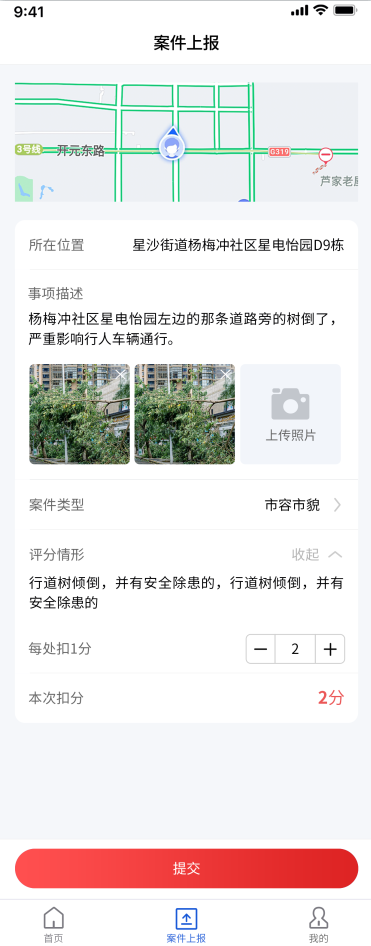 9:41
案件上报
3号线
开元东路
G319
芦家老屋
所在位置
星沙街道杨梅冲社区星电怡园D9栋
事项描述
杨梅冲社区星电怡园左边的那条道路旁的树倒了，
严重影响行人车辆通行。
上传照片
案件类型
市容市貌
评分情形
收起
行道树倾倒，并有安全除患的，行道树倾倒，并有
安全除患的
每处扣1分
2
本次扣分
2分
提交
首页
案件上报
我的